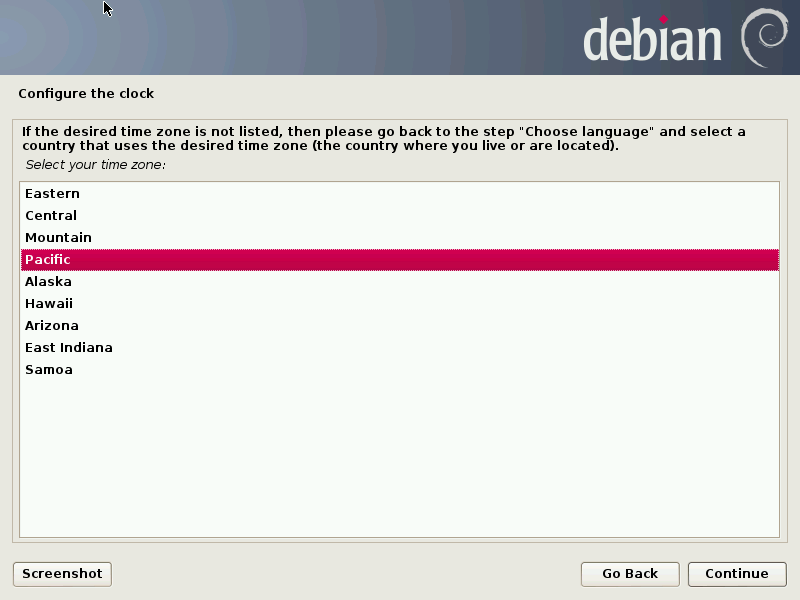 debian
Configure the clock
If the desired time zone is not listed, then please go back to the step "Choose language" and select a
country that uses the desired time zone (the country where you live or are located).
Select your time zone:
Eastern
Central
Mountain
Pacific
Alaska
Hawaii
Arizona
East Indiana
Samoa
Screenshot
Go Back
Continue